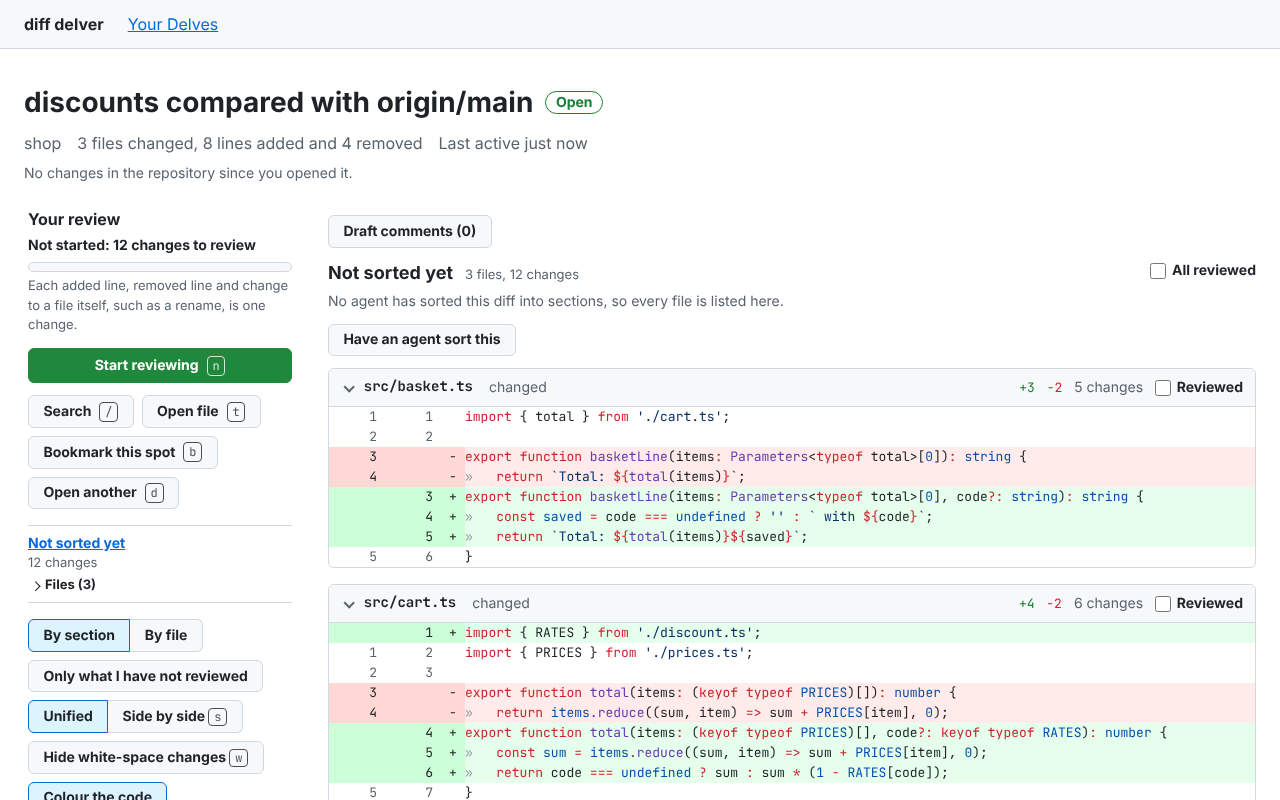 diff delver Your Delves
discounts compared with origin/main Open
shop 3 files changed, 8 lines added and 4 removed Last active just now
No changes in the repository since you opened it.
Your review
Not started: 12 changes to review
Each added line, removed line and change
to a file itself, such as a rename, is one
change.
Start reviewing n
Search / Open file t
Bookmark this spot b
Open another d
Not sorted yet
12 changes
Files (3)
By section By file
Only what I have not reviewed
Unified Side by side s
Hide white-space changes w
Colour the code
Draft comments (0)
Not sorted yet 3 files, 12 changes All reviewed
No agent has sorted this diff into sections, so every file is listed here.
Have an agent sort this
src/basket.ts changed +3 -2 5 changes Reviewed
1 1 import { total } from './cart.ts';
2 2
3 - export function basketLine(items: Parameters<typeof total>[0]): string {
4 - » return `Total: ${total(items)}`;
3 + export function basketLine(items: Parameters<typeof total>[0], code?: string): string {
4 + » const saved = code === undefined ? '' : ` with ${code}`;
5 + » return `Total: ${total(items)}${saved}`;
5 6 }
src/cart.ts changed +4 -2 6 changes Reviewed
1 + import { RATES } from './discount.ts';
1 2 import { PRICES } from './prices.ts';
2 3
3 - export function total(items: (keyof typeof PRICES)[]): number {
4 - » return items.reduce((sum, item) => sum + PRICES[item], 0);
4 + export function total(items: (keyof typeof PRICES)[], code?: keyof typeof RATES): number {
5 + » const sum = items.reduce((sum, item) => sum + PRICES[item], 0);
6 + » return code === undefined ? sum : sum * (1 - RATES[code]);
5 7 }